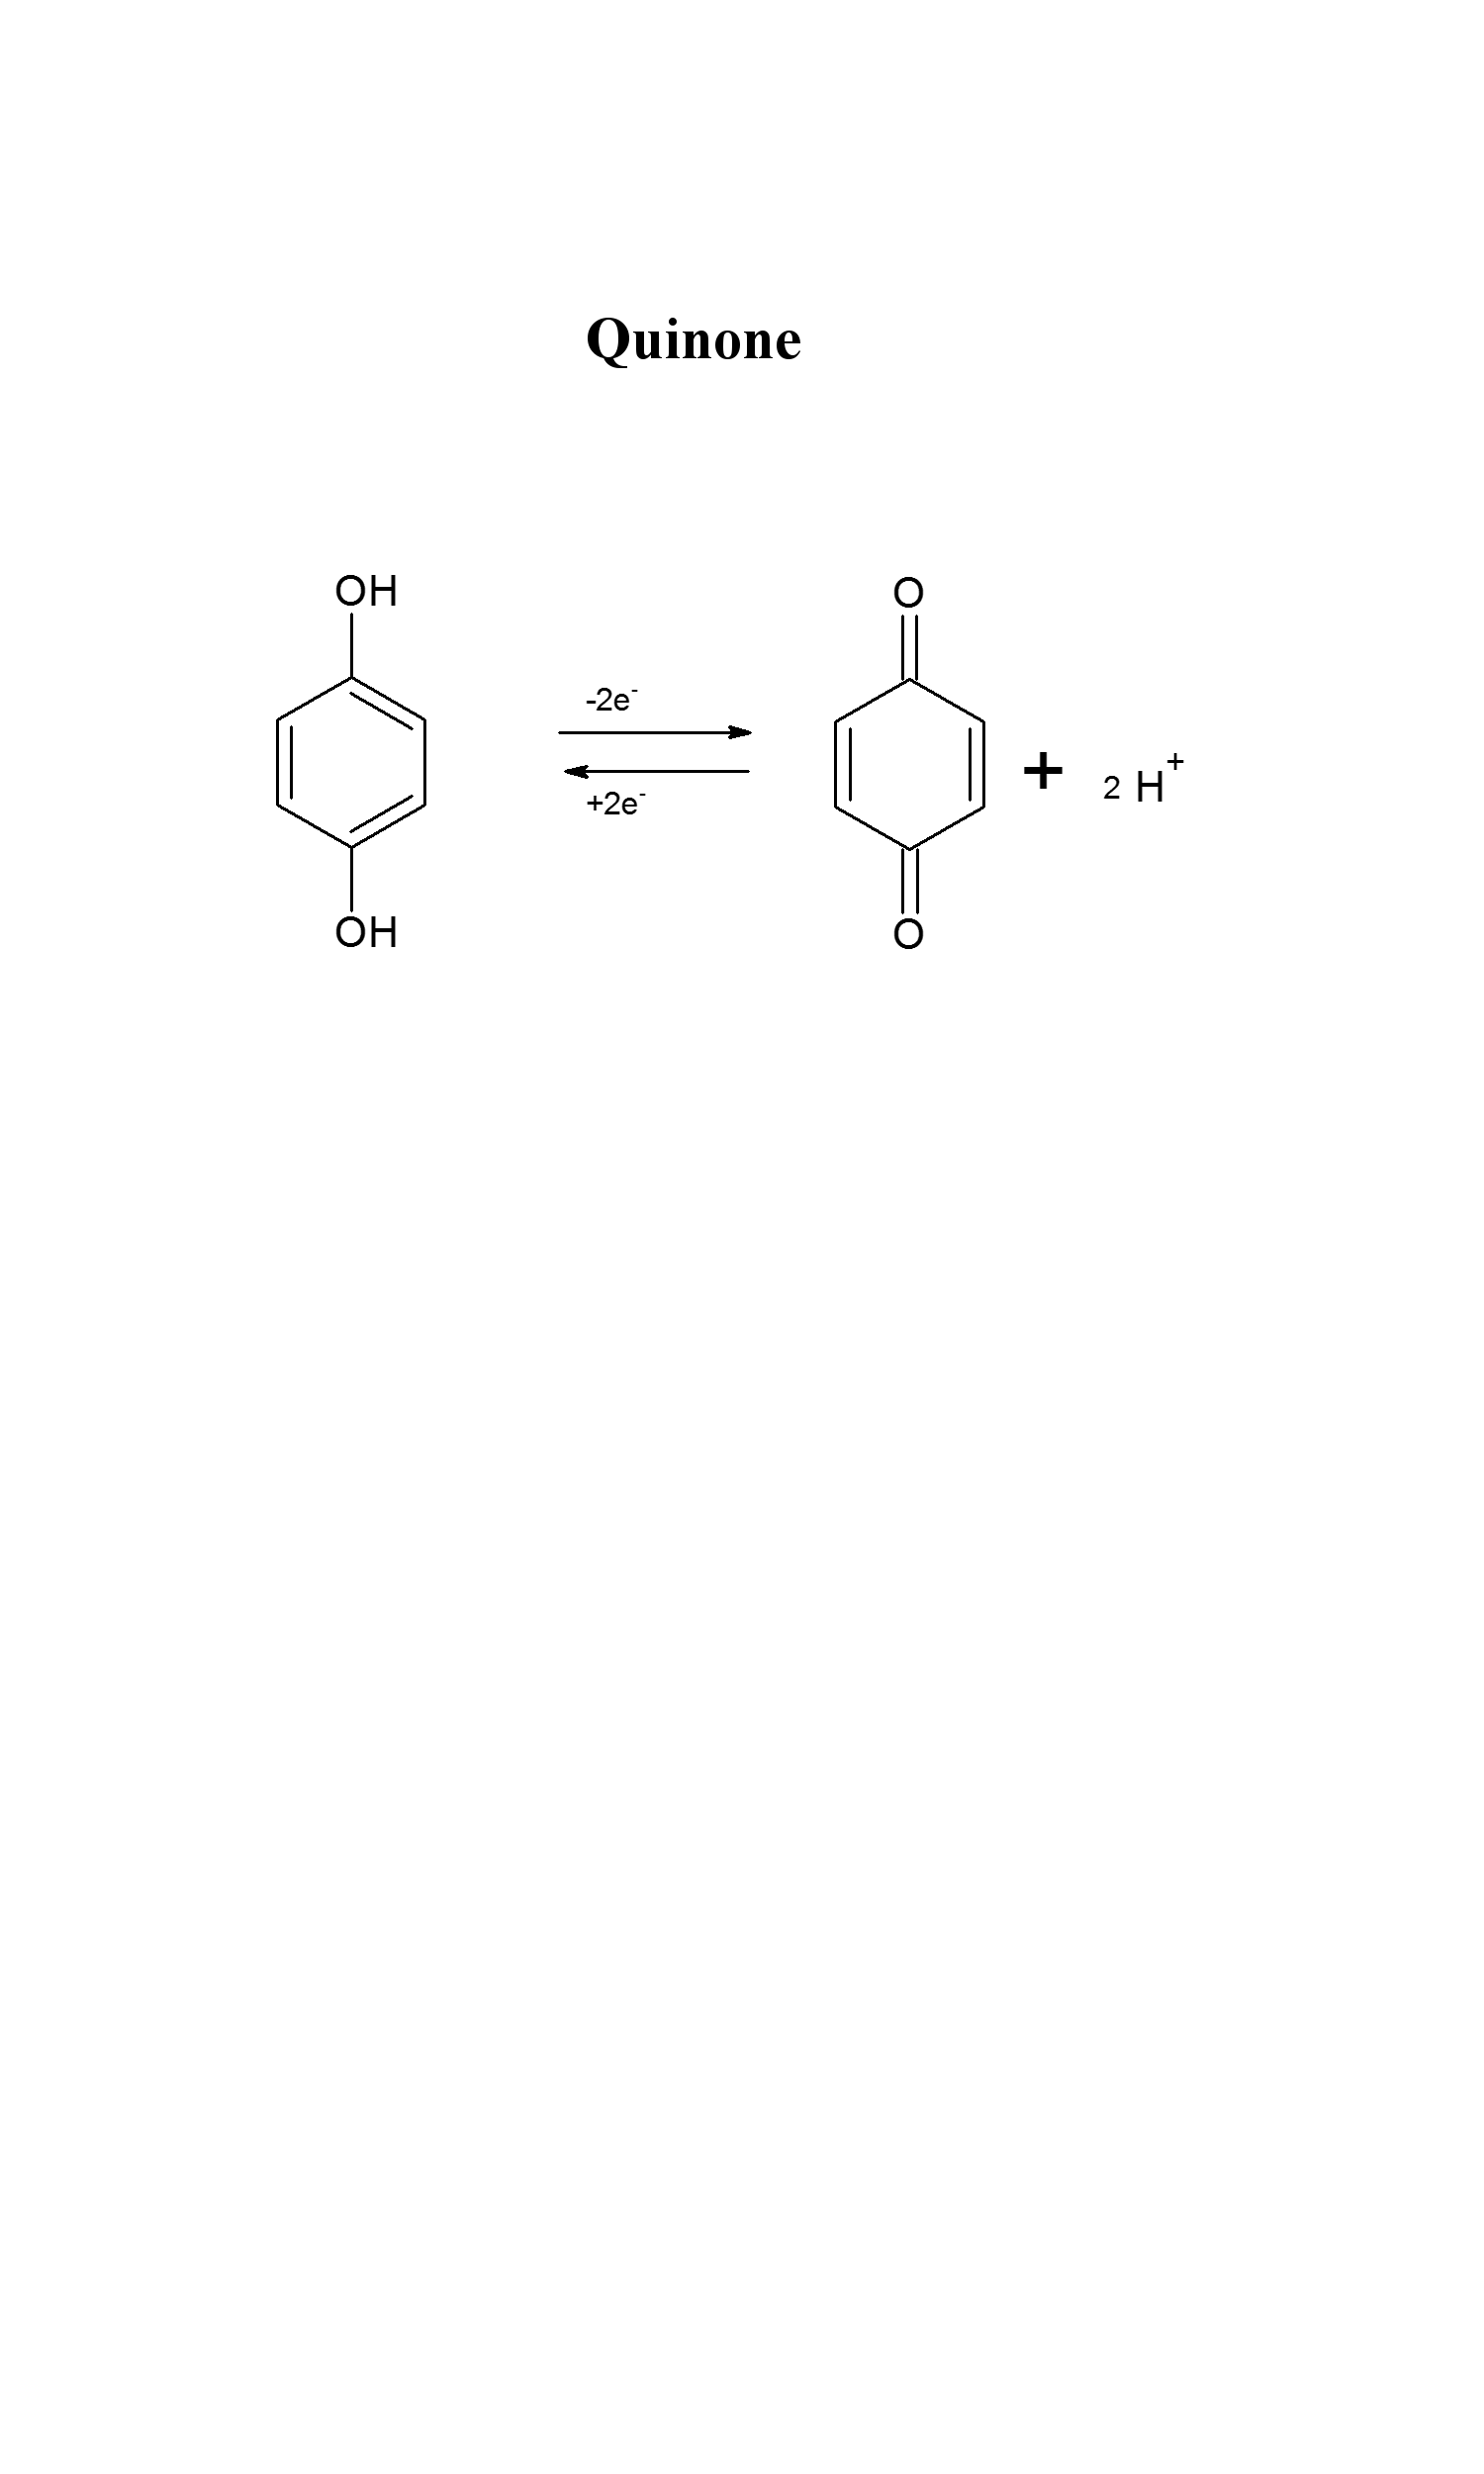 Quinone
OH
O
-2e⁻
+ 2 H⁺
+2e⁻
OH
O